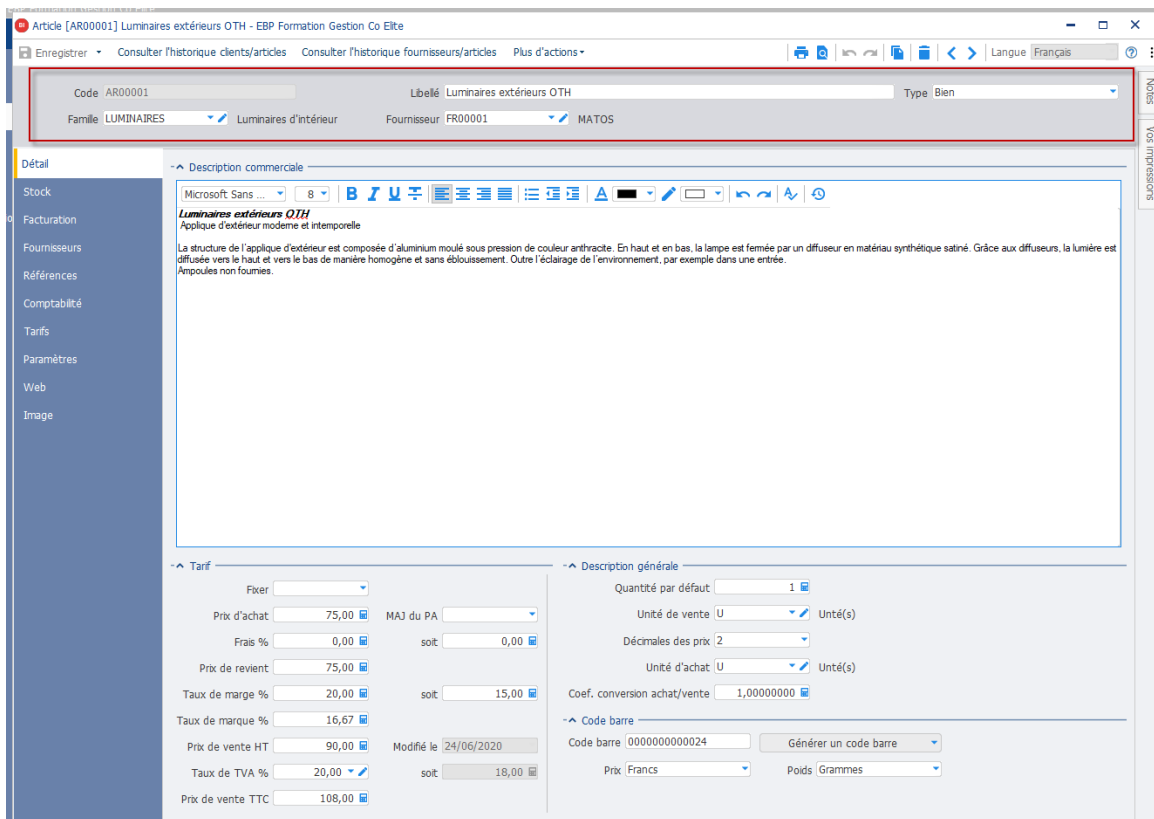 Article [AR00001] Luminaires extérieurs OTH - EBP Formation Gestion Co Elite
Enregistrer Consulter l'historique clients/articles Consulter l'historique fournisseurs/articles Plus d'actions Langue Français
Code AR00001 Libellé Luminaires extérieurs OTH Type Bien
Famille LUMINAIRES Luminaires d'intérieur Fournisseur FR00001 MATOS
Notes
Vos impressions
Détail
Stock
Facturation
Fournisseurs
Références
Comptabilité
Tarifs
Paramètres
Web
Image
Description commerciale
Microsoft Sans ... 8 B I U T A
Luminaires extérieurs OTH
Applique d'extérieur moderne et intemporelle
La structure de l'applique d'extérieur est composée d'aluminium moulé sous pression de couleur anthracite. En haut et en bas, la lampe est fermée par un diffuseur en matériau synthétique satiné. Grâce aux diffuseurs, la lumière est
diffusée vers le haut et vers le bas de manière homogène et sans éblouissement. Outre l'éclairage de l'environnement, par exemple dans une entrée.
Ampoules non fournies.
Tarif
Fixer
Prix d'achat 75,00 MAJ du PA
Frais % 0,00 soit 0,00
Prix de revient 75,00
Taux de marge % 20,00 soit 15,00
Taux de marque % 16,67
Prix de vente HT 90,00 Modifié le 24/06/2020
Taux de TVA % 20,00 soit 18,00
Prix de vente TTC 108,00
Description générale
Quantité par défaut 1
Unité de vente U Unté(s)
Décimales des prix 2
Unité d'achat U Unté(s)
Coef. conversion achat/vente 1,00000000
Code barre
Code barre 0000000000024 Générer un code barre
Prix Francs Poids Grammes